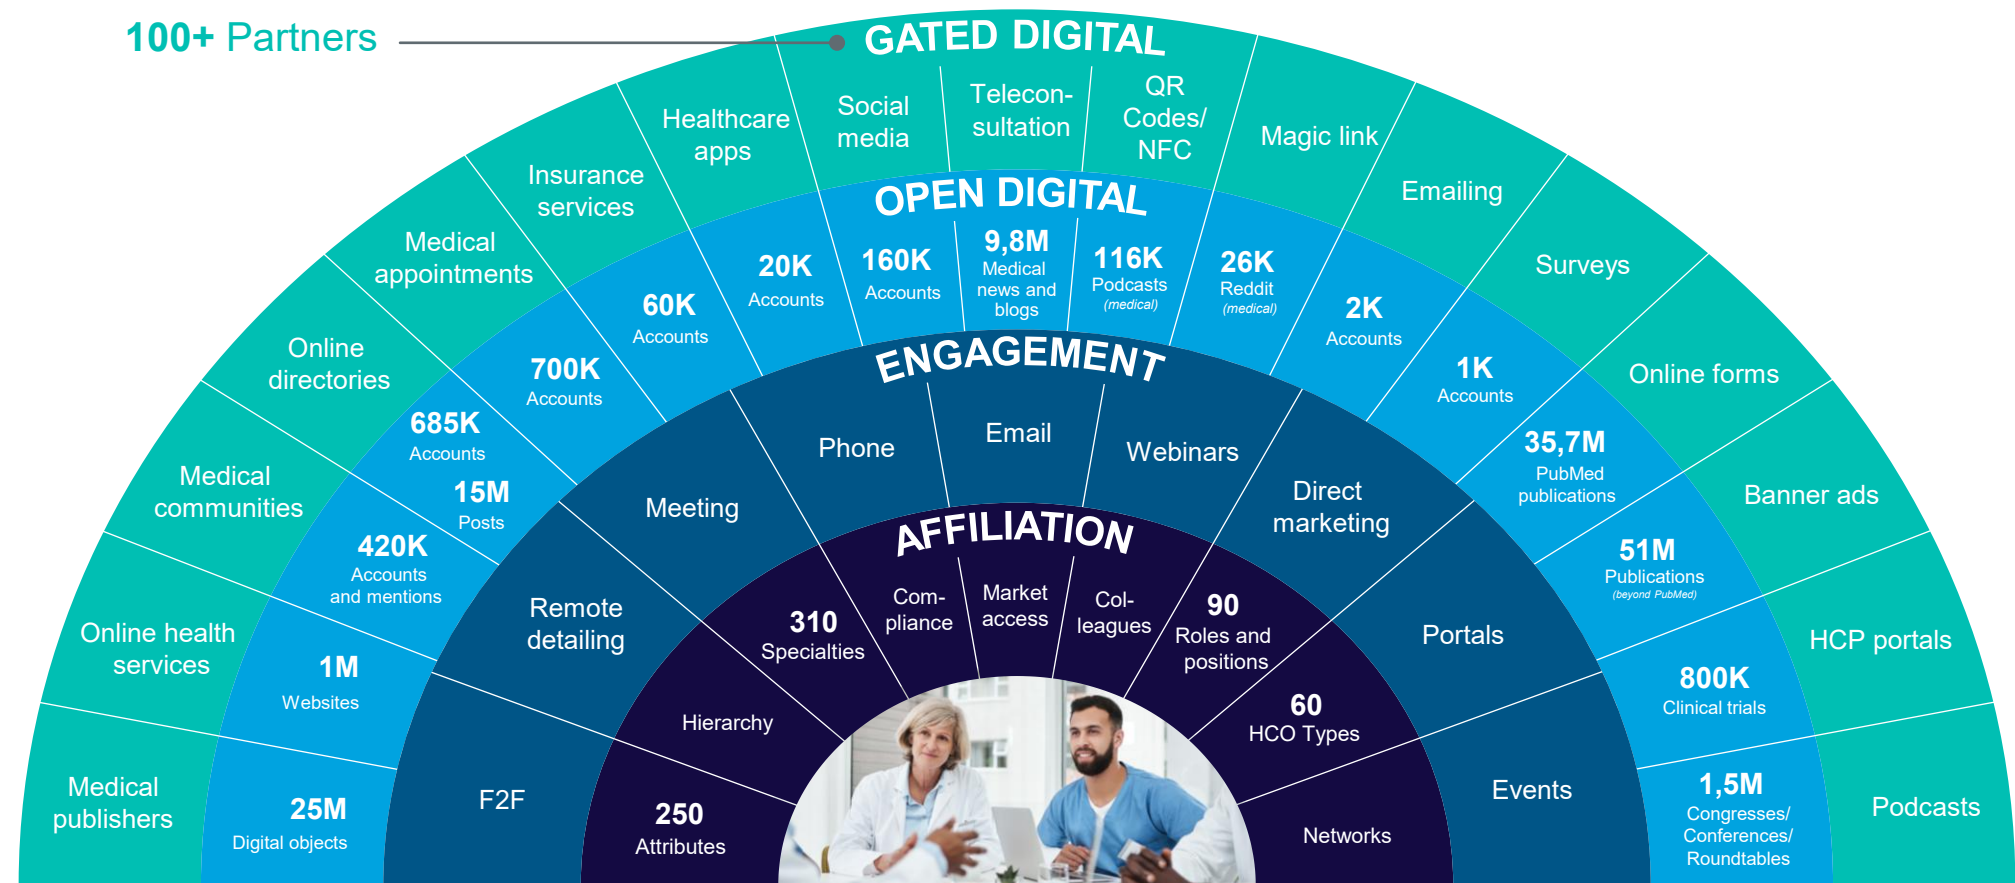 100+ Partners
GATED DIGITAL
Medical
publishers
Online health
services
Medical
communities
Online
directories
Medical
appointments
Insurance
services
Healthcare
apps
Social
media
Telecon-
sultation
QR
Codes/
NFC
Magic link
Emailing
Surveys
Online forms
Banner ads
HCP portals
Podcasts
OPEN DIGITAL
25M
Digital objects
1M
Websites
420K
Accounts
and mentions
685K
Accounts
15M
Posts
700K
Accounts
60K
Accounts
20K
Accounts
160K
Accounts
9,8M
Medical
news and
blogs
116K
Podcasts
(medical)
26K
Reddit
(medical)
2K
Accounts
1K
Accounts
35,7M
PubMed
publications
51M
Publications
(beyond PubMed)
800K
Clinical trials
1,5M
Congresses/
Conferences/
Roundtables
ENGAGEMENT
F2F
Remote
detailing
Meeting
Phone
Email
Webinars
Direct
marketing
Portals
Events
AFFILIATION
250
Attributes
Hierarchy
310
Specialties
Com-
pliance
Market
access
Col-
leagues
90
Roles and
positions
60
HCO Types
Networks